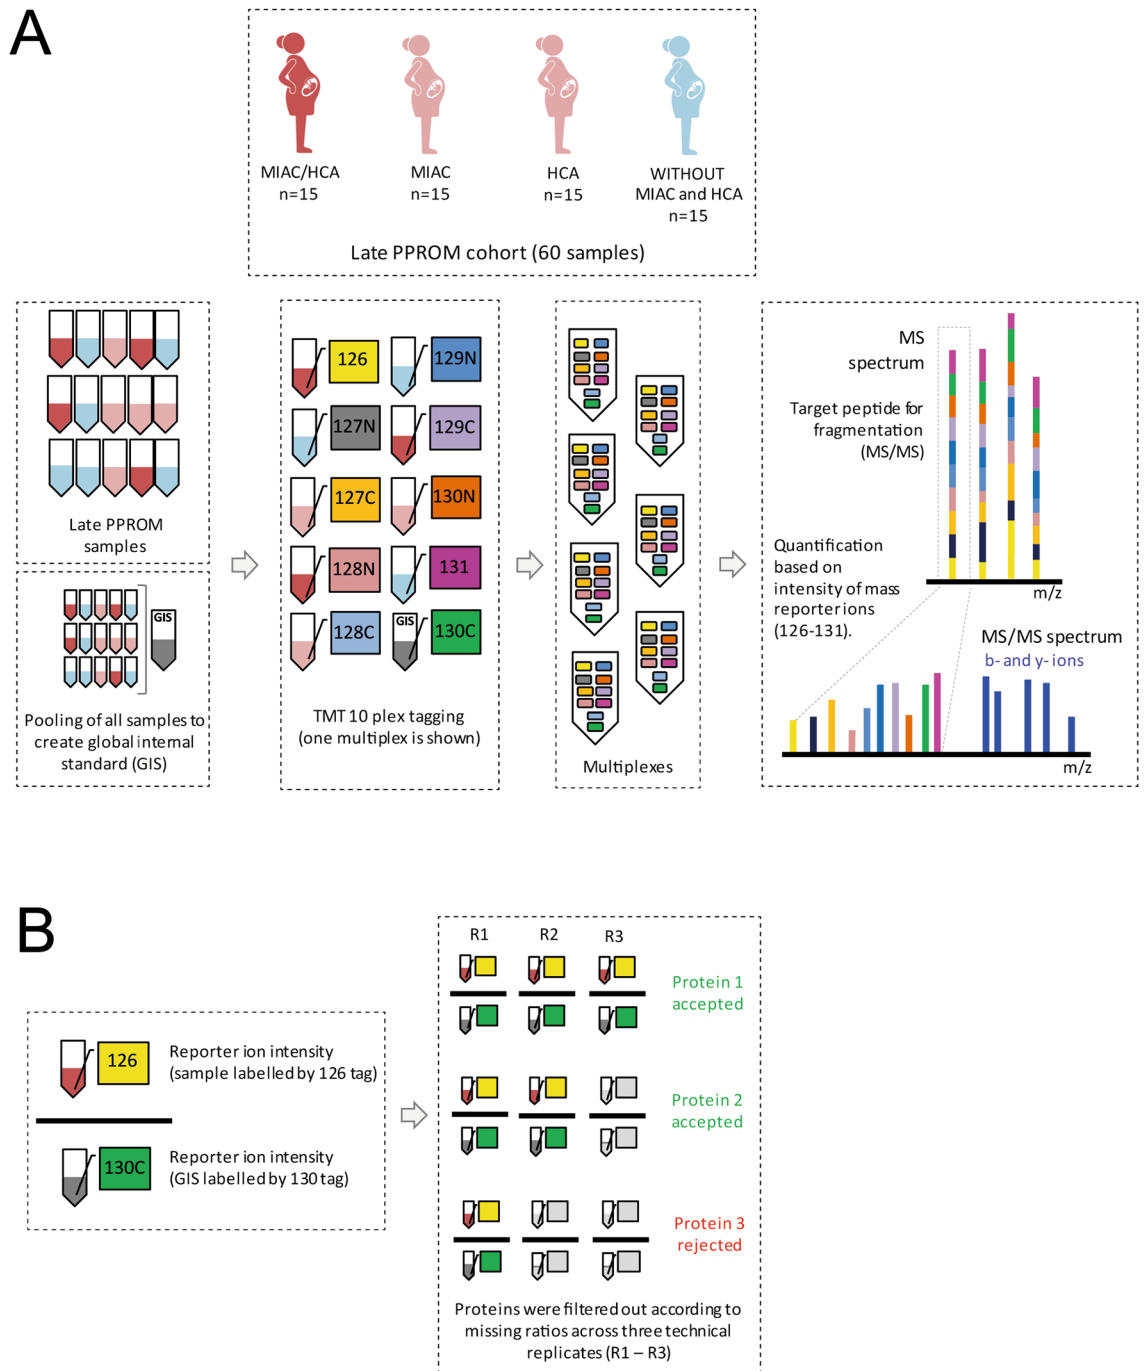 A
MIAC/HCA
n=15
MIAC
n=15
HCA
n=15
WITHOUT
MIAC and HCA
n=15
Late PPROM cohort (60 samples)
Late PPROM
samples
GIS
Pooling of all samples to
create global internal
standard (GIS)
126
129N
127N
129C
127C
130N
128N
131
128C
GIS
130C
TMT 10 plex tagging
(one multiplex is shown)
Multiplexes
MS
spectrum
Target peptide for
fragmentation
(MS/MS)
Quantification
based on
intensity of mass
reporter ions
(126-131).
m/z
MS/MS spectrum
b- and y- ions
m/z
B
126
Reporter ion intensity
(sample labelled by 126 tag)
130C
Reporter ion intensity
(GIS labelled by 130 tag)
R1
R2
R3
Protein 1
accepted
Protein 2
accepted
Protein 3
rejected
Proteins were filtered out according to
missing ratios across three technical
replicates (R1 – R3)